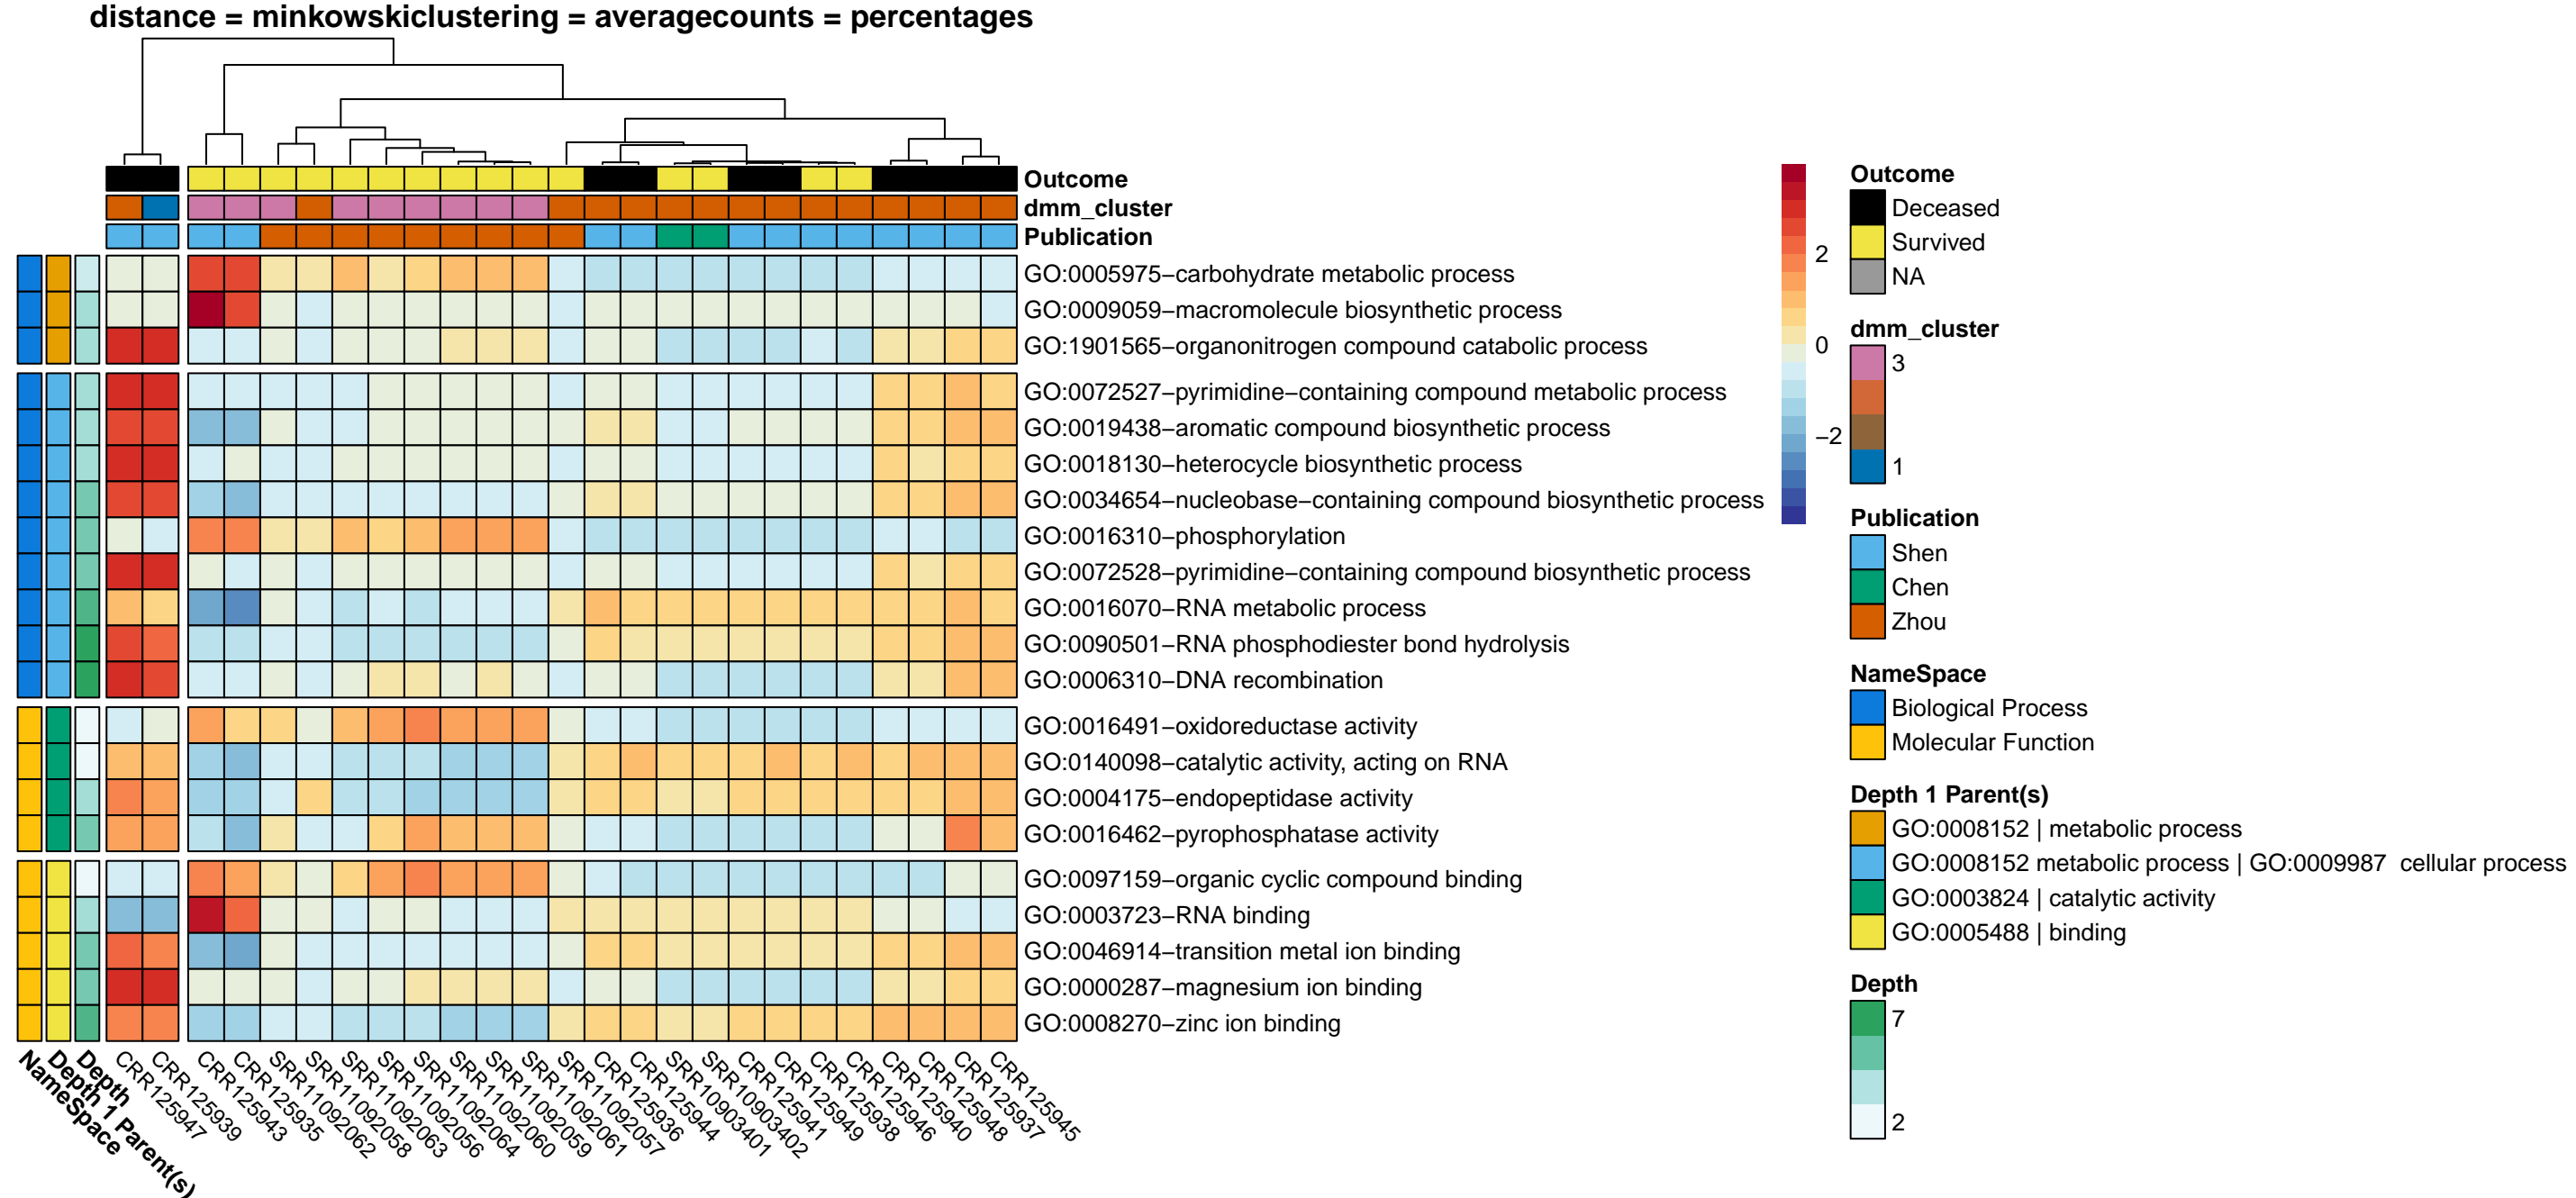 distance = minkowskiclustering = averagecounts = percentages
Outcome
dmm_cluster
Publication
GO:0005975−carbohydrate metabolic process
GO:0009059−macromolecule biosynthetic process
GO:1901565−organonitrogen compound catabolic process
GO:0072527−pyrimidine−containing compound metabolic process
GO:0019438−aromatic compound biosynthetic process
GO:0018130−heterocycle biosynthetic process
GO:0034654−nucleobase−containing compound biosynthetic process
GO:0016310−phosphorylation
GO:0072528−pyrimidine−containing compound biosynthetic process
GO:0016070−RNA metabolic process
GO:0090501−RNA phosphodiester bond hydrolysis
GO:0006310−DNA recombination
GO:0016491−oxidoreductase activity
GO:0140098−catalytic activity, acting on RNA
GO:0004175−endopeptidase activity
GO:0016462−pyrophosphatase activity
GO:0097159−organic cyclic compound binding
GO:0003723−RNA binding
GO:0046914−transition metal ion binding
GO:0000287−magnesium ion binding
GO:0008270−zinc ion binding
NameSpace
Depth 1 Parent(s)
Depth
CRR125947
CRR125939
CRR125943
CRR125935
SRR11092062
SRR11092058
SRR11092063
SRR11092056
SRR11092064
SRR11092060
SRR11092059
SRR11092061
SRR11092057
CRR125936
CRR125944
SRR10903401
SRR10903402
CRR125941
CRR125949
CRR125938
CRR125946
CRR125940
CRR125948
CRR125937
CRR125945
2
0
−2
Outcome
Deceased
Survived
NA
dmm_cluster
3
1
Publication
Shen
Chen
Zhou
NameSpace
Biological Process
Molecular Function
Depth 1 Parent(s)
GO:0008152 | metabolic process
GO:0008152 metabolic process | GO:0009987 cellular process
GO:0003824 | catalytic activity
GO:0005488 | binding
Depth
7
2